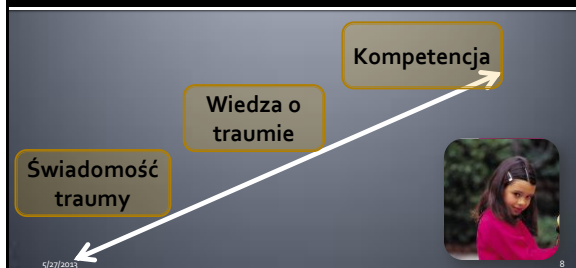 Kompetencja
Wiedza o
traumie
Świadomość
traumy
5/27/2013
8